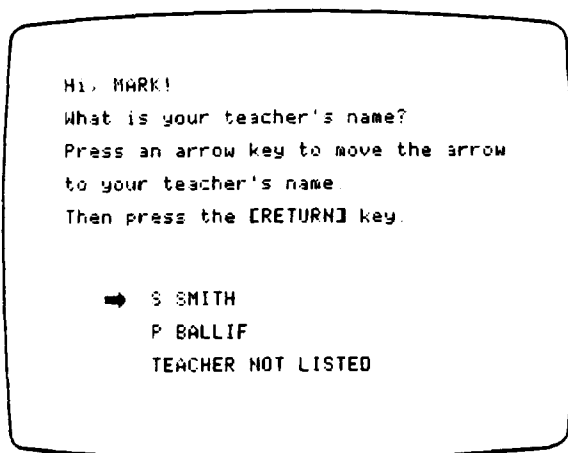 Hi, MARK!
What is your teacher's name?
Press an arrow key to move the arrow
to your teacher's name.
Then press the [RETURN] key.
S SMITH
P BALLIF
TEACHER NOT LISTED